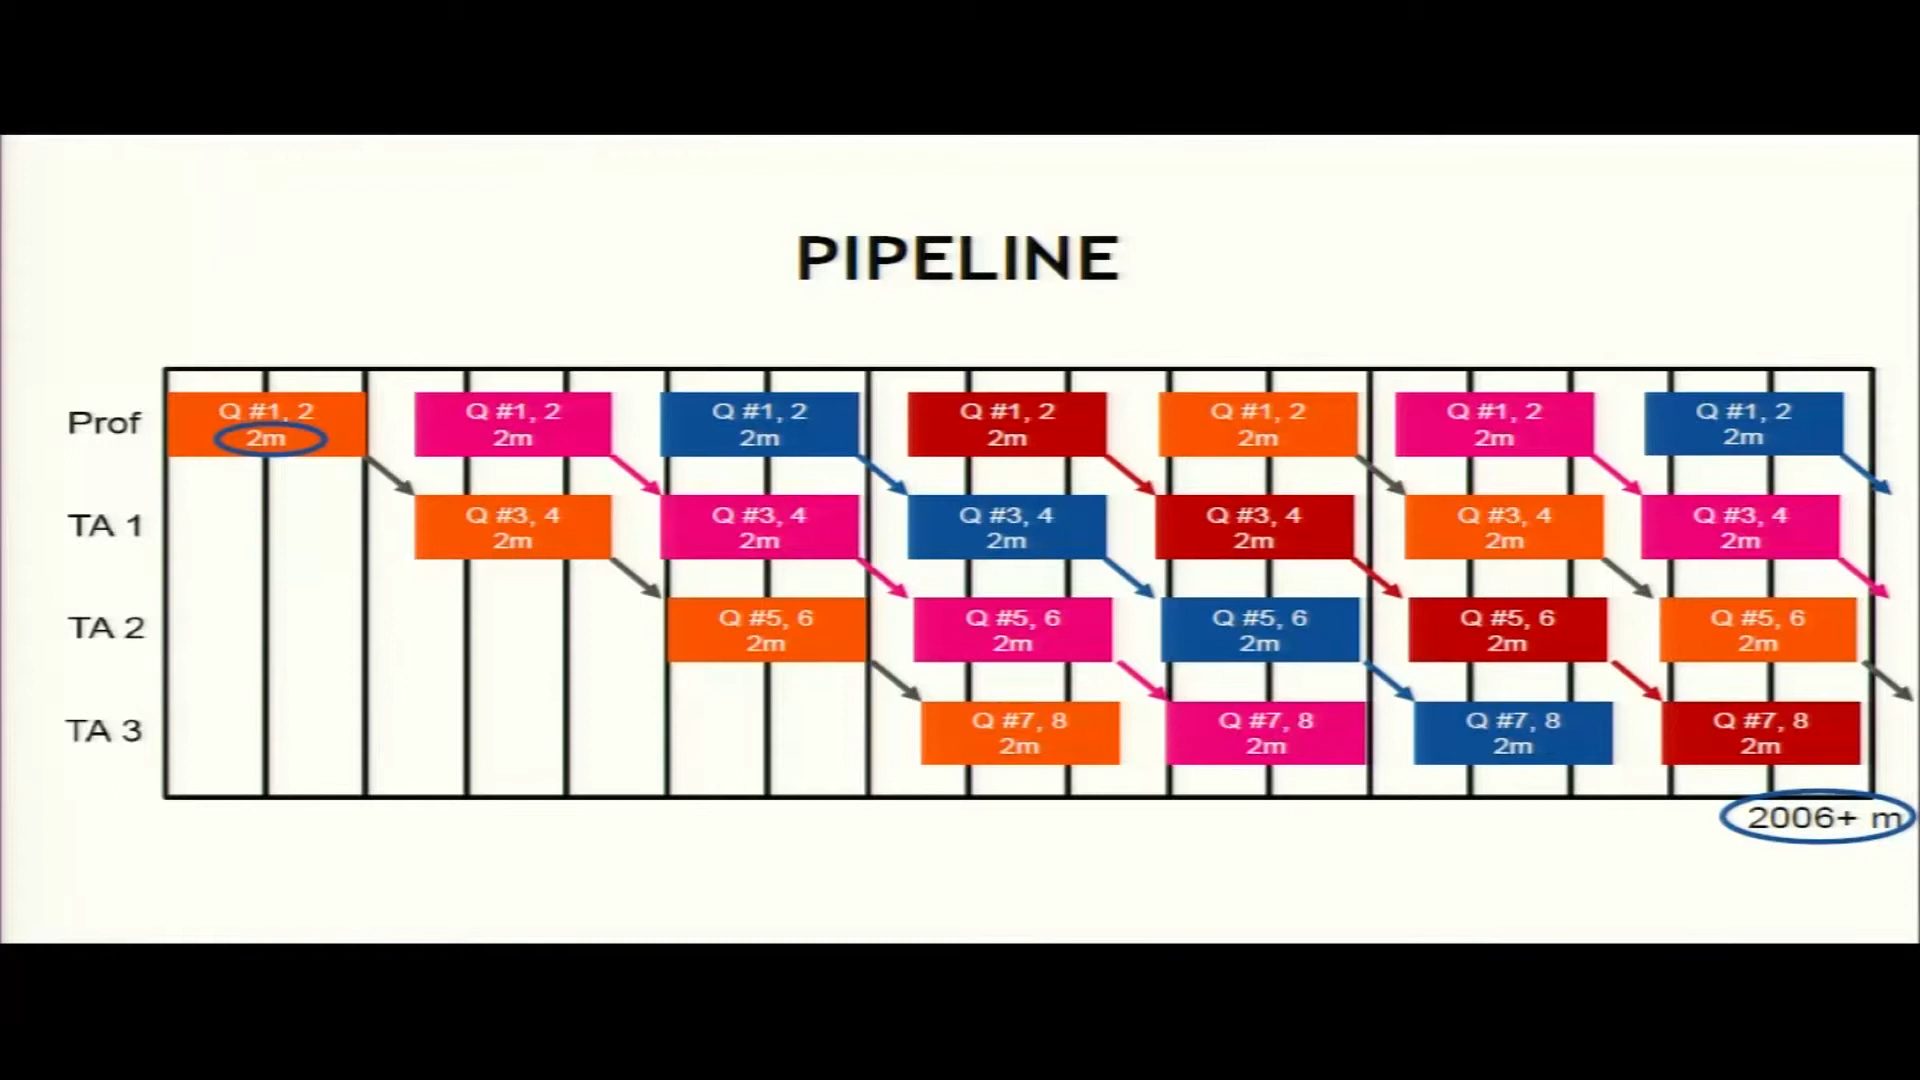 PIPELINE
Prof
Q #1, 2
2m
Q #1, 2
2m
Q #1, 2
2m
Q #1, 2
2m
Q #1, 2
2m
Q #1, 2
2m
Q #1, 2
2m
TA 1
Q #3, 4
2m
Q #3, 4
2m
Q #3, 4
2m
Q #3, 4
2m
Q #3, 4
2m
Q #3, 4
2m
TA 2
Q #5, 6
2m
Q #5, 6
2m
Q #5, 6
2m
Q #5, 6
2m
Q #5, 6
2m
TA 3
Q #7, 8
2m
Q #7, 8
2m
Q #7, 8
2m
Q #7, 8
2m
2006+ m